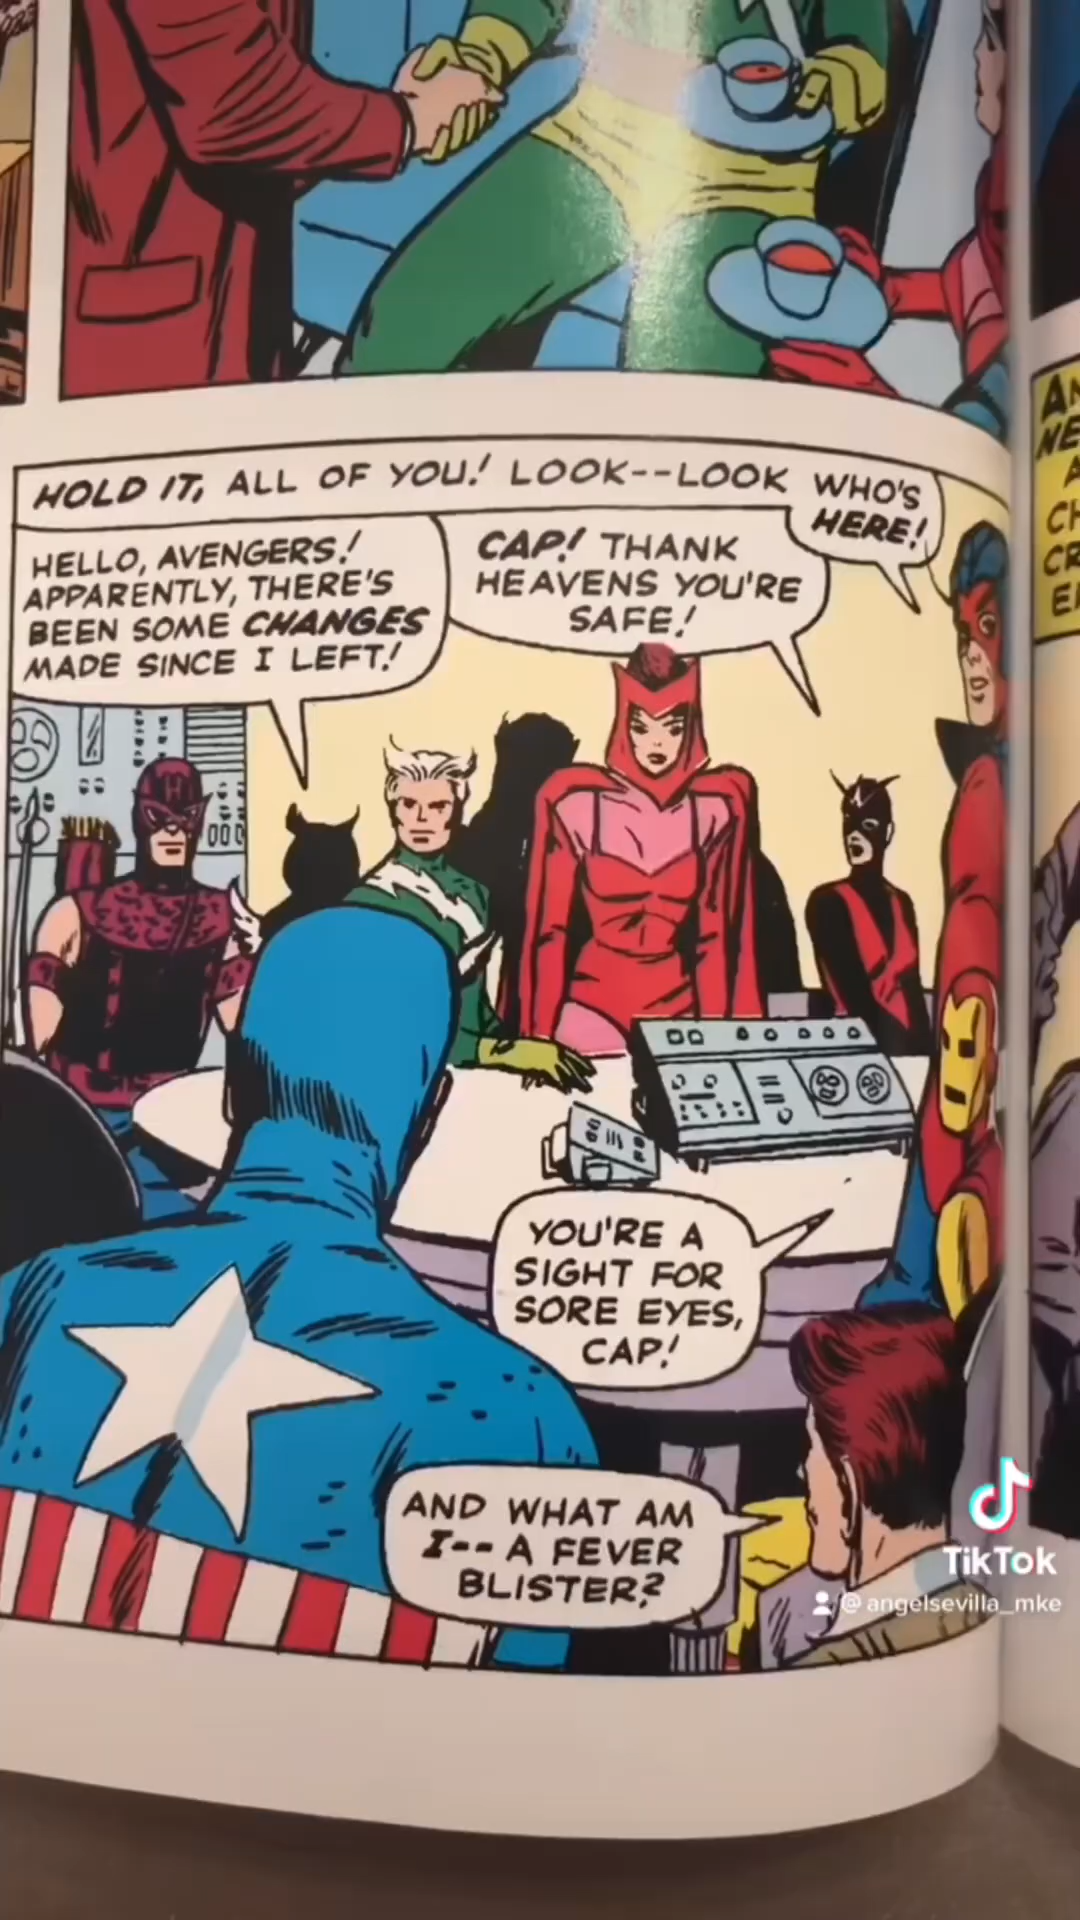 HOLD IT, ALL OF YOU! LOOK--LOOK WHO'S
HERE!
HELLO, AVENGERS!
APPARENTLY, THERE'S
BEEN SOME CHANGES
MADE SINCE I LEFT!
CAP! THANK
HEAVENS YOU'RE
SAFE!
H
YOU'RE A
SIGHT FOR
SORE EYES,
CAP!
AND WHAT AM
I-- A FEVER
BLISTER?
TikTok
@angelsevilla_mke